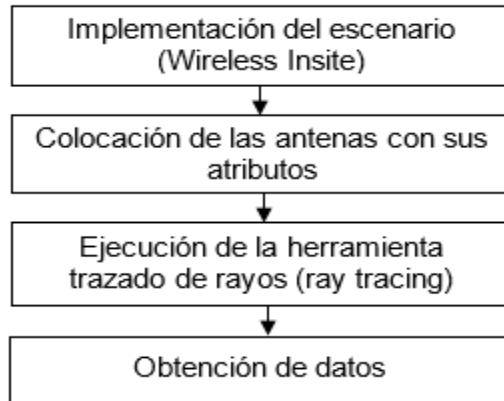 Implementación del escenario
(Wireless Insite)
Colocación de las antenas con sus
atributos
Ejecución de la herramienta
trazado de rayos (ray tracing)
Obtención de datos